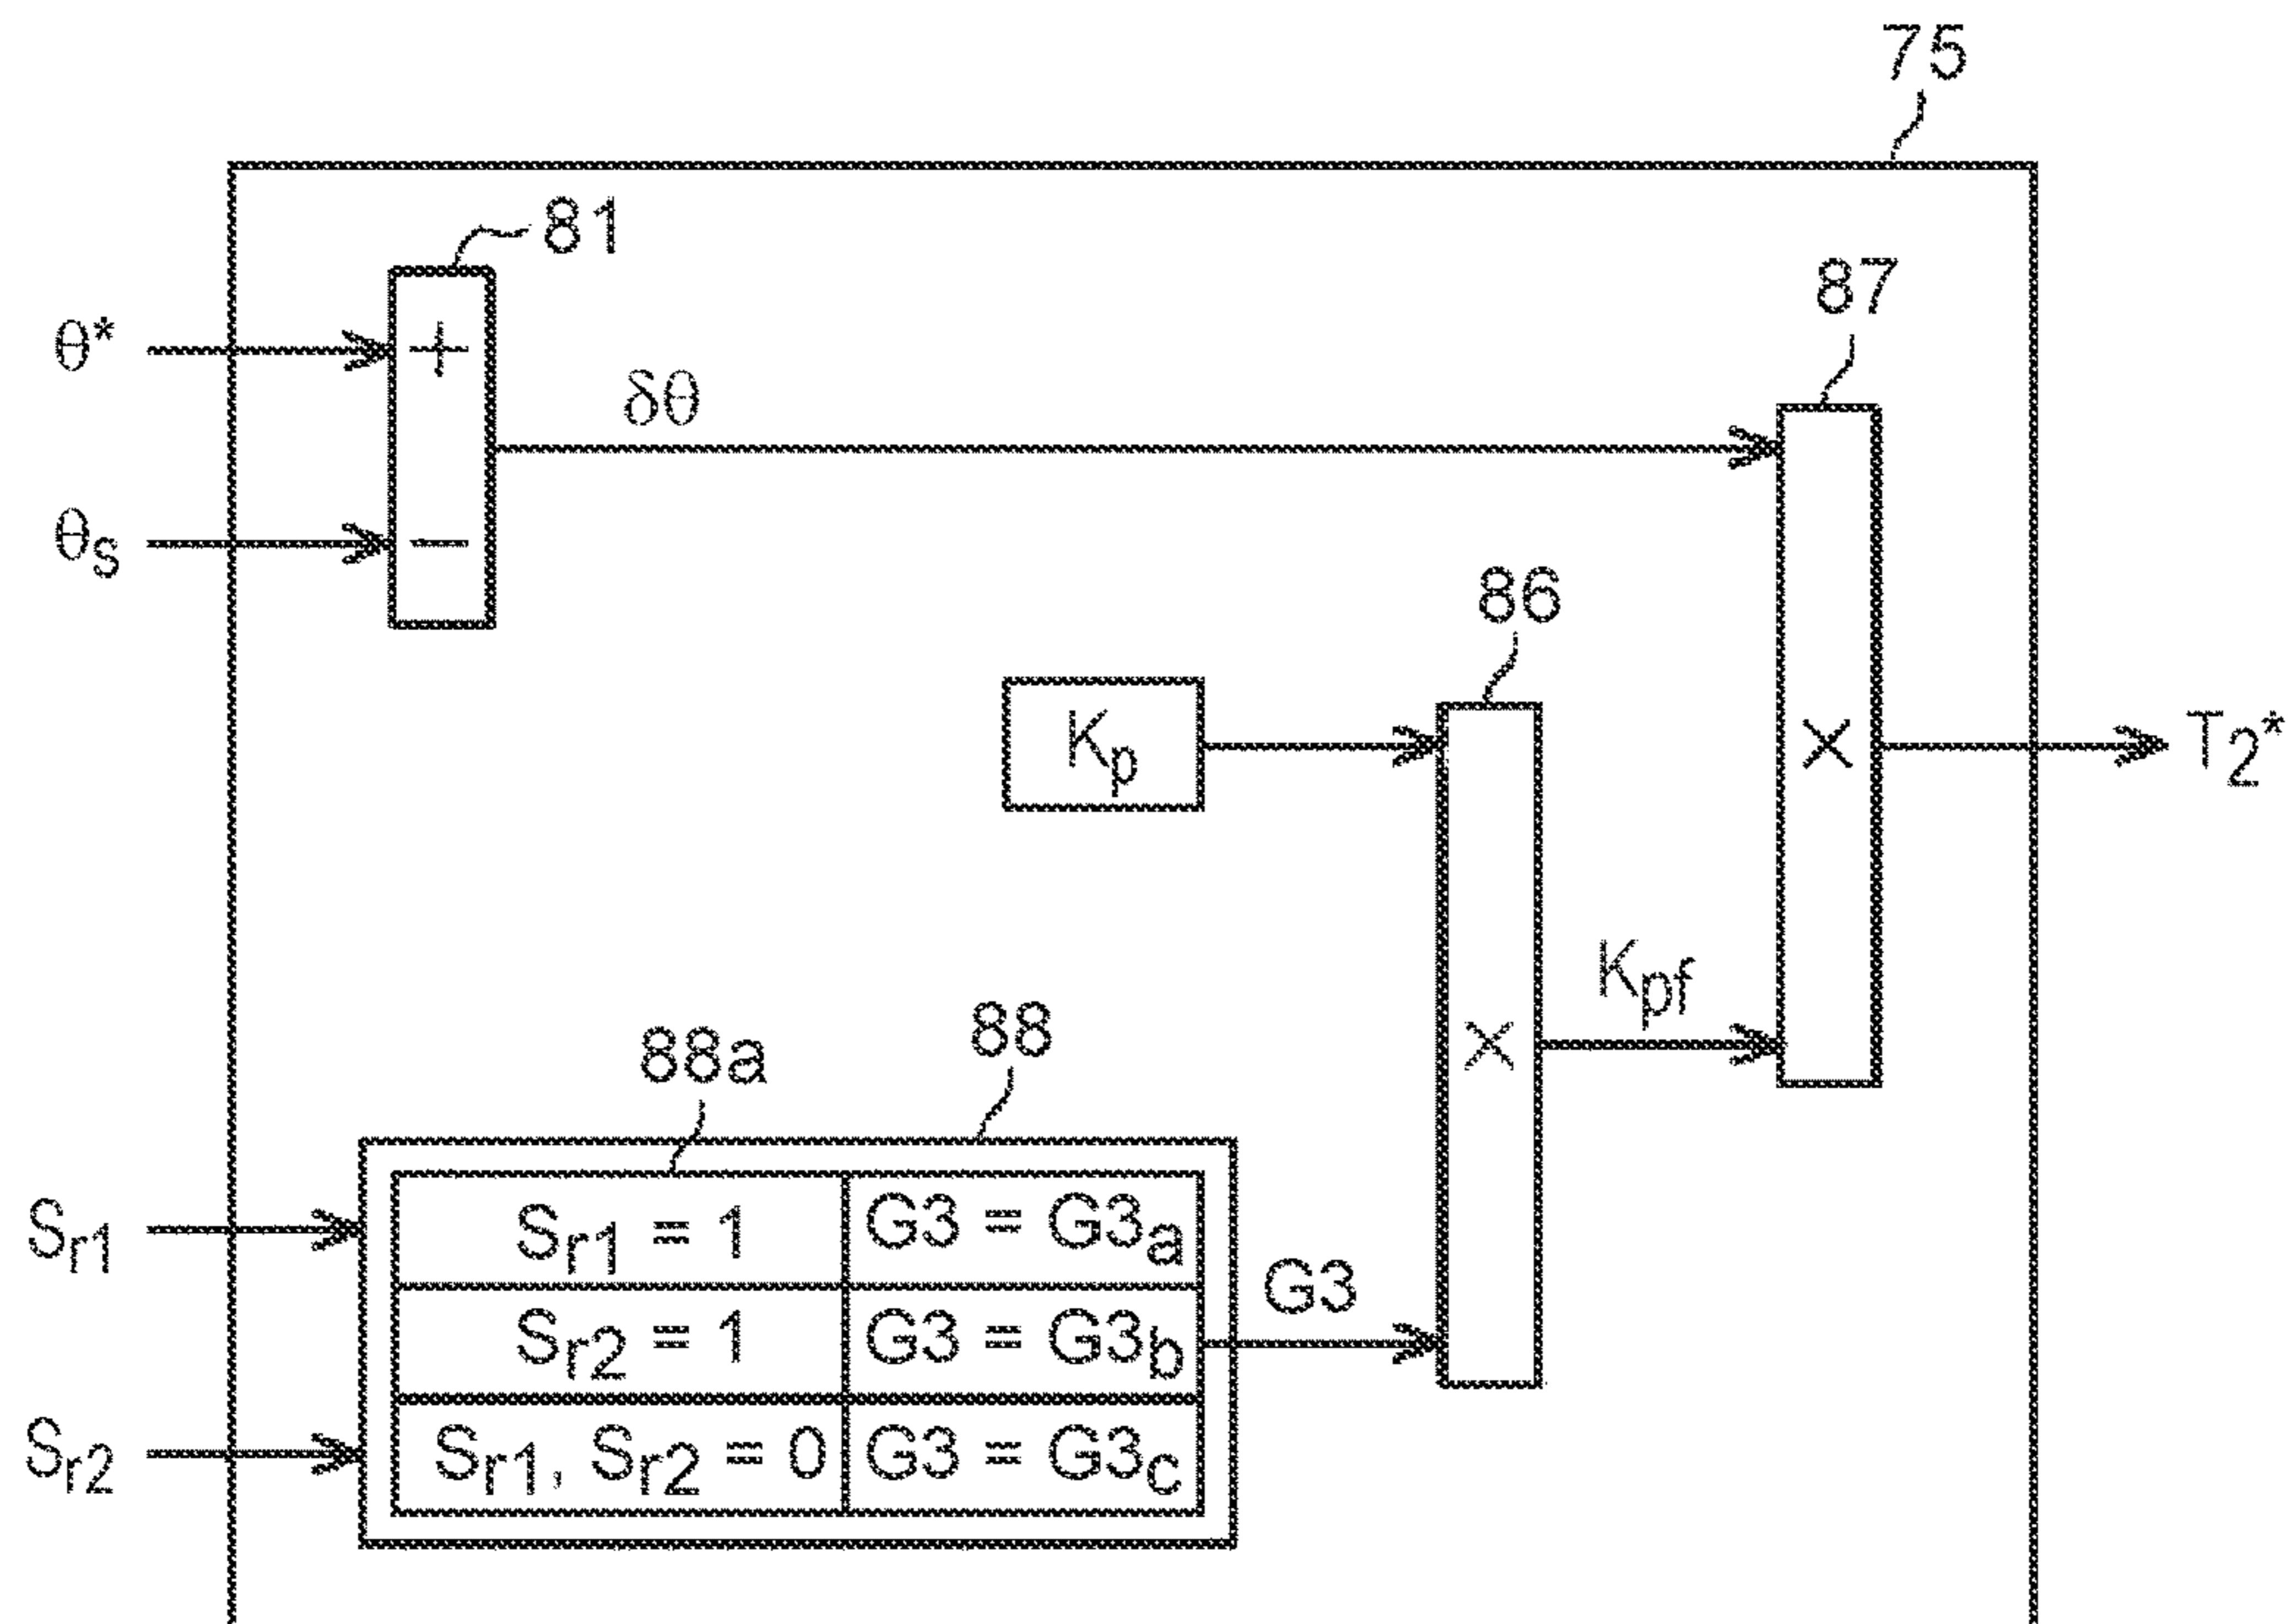 75
81
θ*
+
δθ
87
θs
−
86
Kp
×
T2*
Kpf
×
88a
88
Sr1
Sr1 = 1 G3 = G3a
G3
Sr2 = 1 G3 = G3b
Sr2
Sr1, Sr2 = 0 G3 = G3c